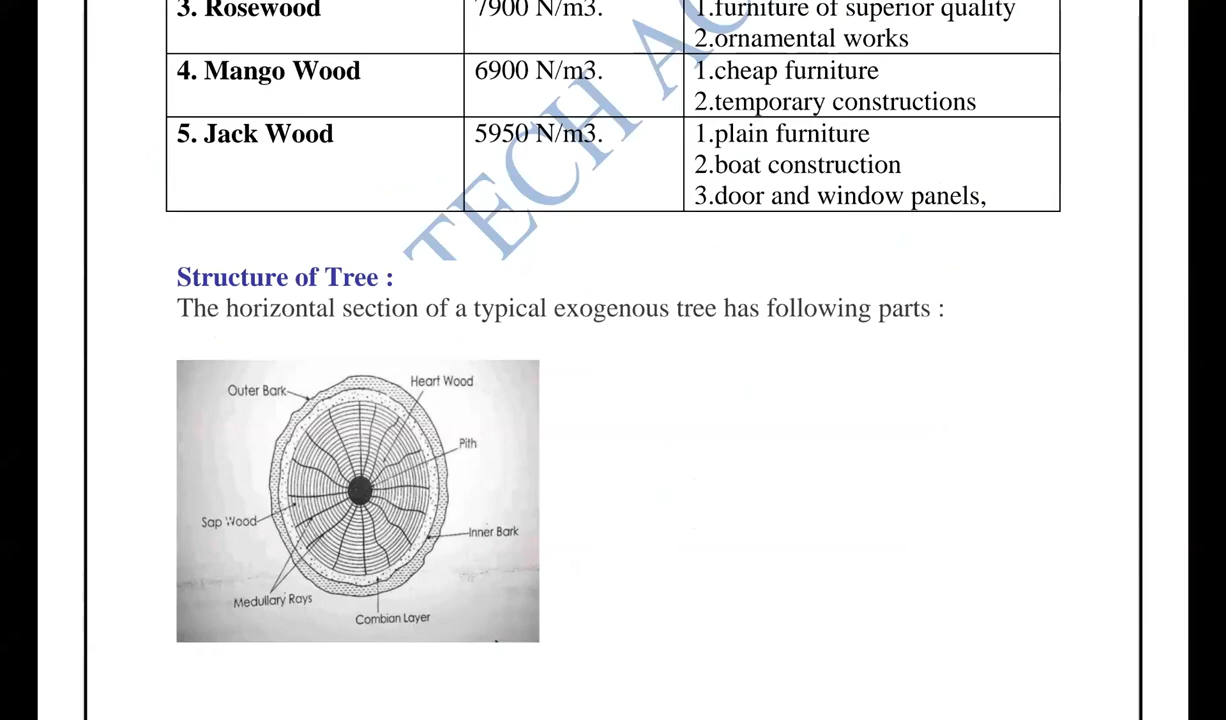 3. Rosewood 7900 N/m3. 1.furniture of superior quality
2.ornamental works
4. Mango Wood 6900 N/m3. 1.cheap furniture
2.temporary constructions
5. Jack Wood 5950 N/m3. 1.plain furniture
2.boat construction
3.door and window panels,
TECH AC
Structure of Tree :
The horizontal section of a typical exogenous tree has following parts :
Outer Bark
Heart Wood
Pith
Sap Wood
Inner Bark
Medullary Rays
Combian Layer